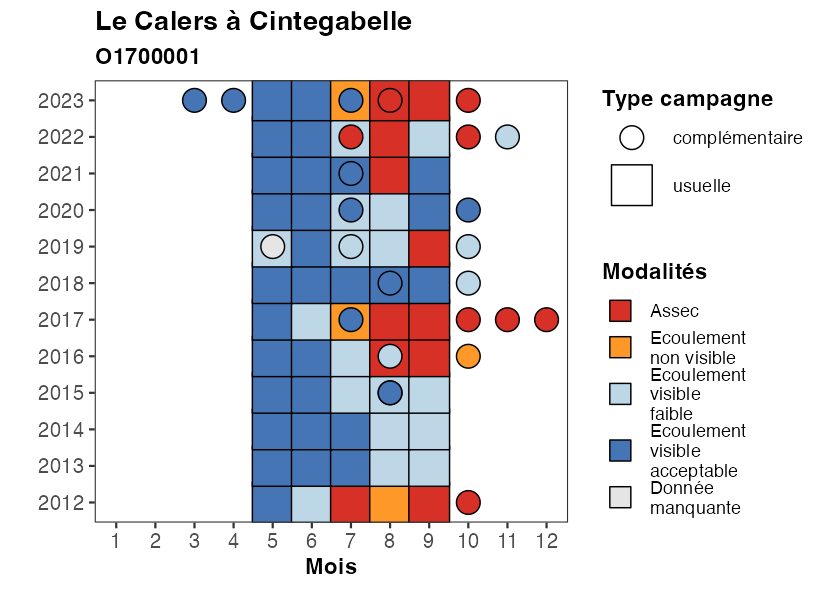 Le Calers à Cintegabelle
O1700001
2023
2022
2021
2020
2019
2018
2017
2016
2015
2014
2013
2012
1 2 3 4 5 6 7 8 9 10 11 12
Mois
Type campagne
complémentaire
usuelle
Modalités
Assec
Ecoulement
non visible
Ecoulement
visible
faible
Ecoulement
visible
acceptable
Donnée
manquante